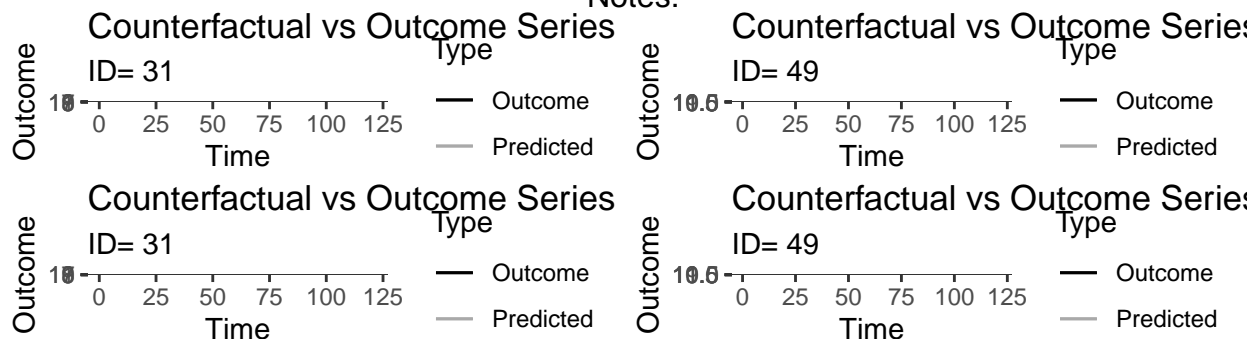 Notes:
Counterfactual vs Outcome Series
ID= 31
Outcome
0 25 50 75 100 125
Time
Type
Outcome
Predicted
Counterfactual vs Outcome Series
ID= 49
Outcome
0 25 50 75 100 125
Time
Type
Outcome
Predicted
Counterfactual vs Outcome Series
ID= 31
Outcome
0 25 50 75 100 125
Time
Type
Outcome
Predicted
Counterfactual vs Outcome Series
ID= 49
Outcome
0 25 50 75 100 125
Time
Type
Outcome
Predicted